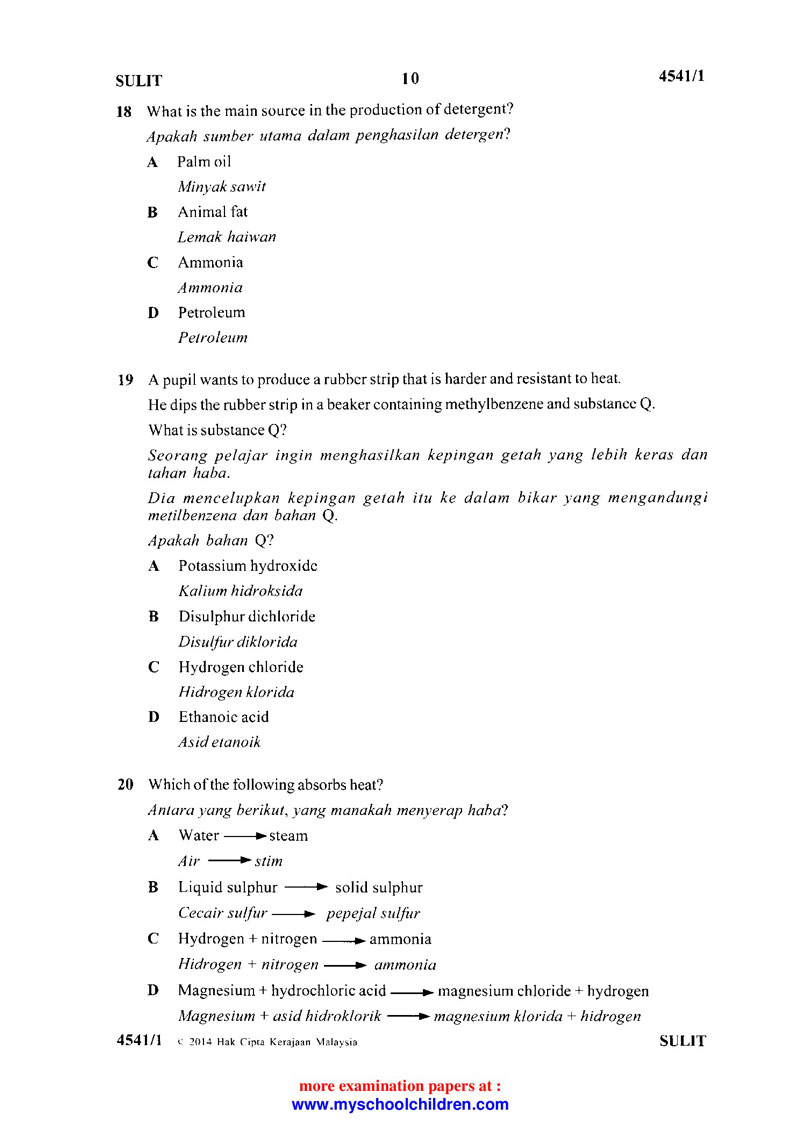 SULIT 10 4541/1
18 What is the main source in the production of detergent?
Apakah sumber utama dalam penghasilan detergen?
A Palm oil
Minyak sawit
B Animal fat
Lemak haiwan
C Ammonia
Ammonia
D Petroleum
Petroleum
19 A pupil wants to produce a rubber strip that is harder and resistant to heat.
He dips the rubber strip in a beaker containing methylbenzene and substance Q.
What is substance Q?
Seorang pelajar ingin menghasilkan kepingan getah yang lebih keras dan
tahan haba.
Dia mencelupkan kepingan getah itu ke dalam bikar yang mengandungi
metilbenzena dan bahan Q.
Apakah bahan Q?
A Potassium hydroxide
Kalium hidroksida
B Disulphur dichloride
Disulfur diklorida
C Hydrogen chloride
Hidrogen klorida
D Ethanoic acid
Asid etanoik
20 Which of the following absorbs heat?
Antara yang berikut, yang manakah menyerap haba?
A Water → steam
Air → stim
B Liquid sulphur → solid sulphur
Cecair sulfur → pepejal sulfur
C Hydrogen + nitrogen → ammonia
Hidrogen + nitrogen → ammonia
D Magnesium + hydrochloric acid → magnesium chloride + hydrogen
Magnesium + asid hidroklorik → magnesium klorida + hidrogen
4541/1 © 2014 Hak Cipta Kerajaan Malaysia SULIT
more examination papers at :
www.myschoolchildren.com